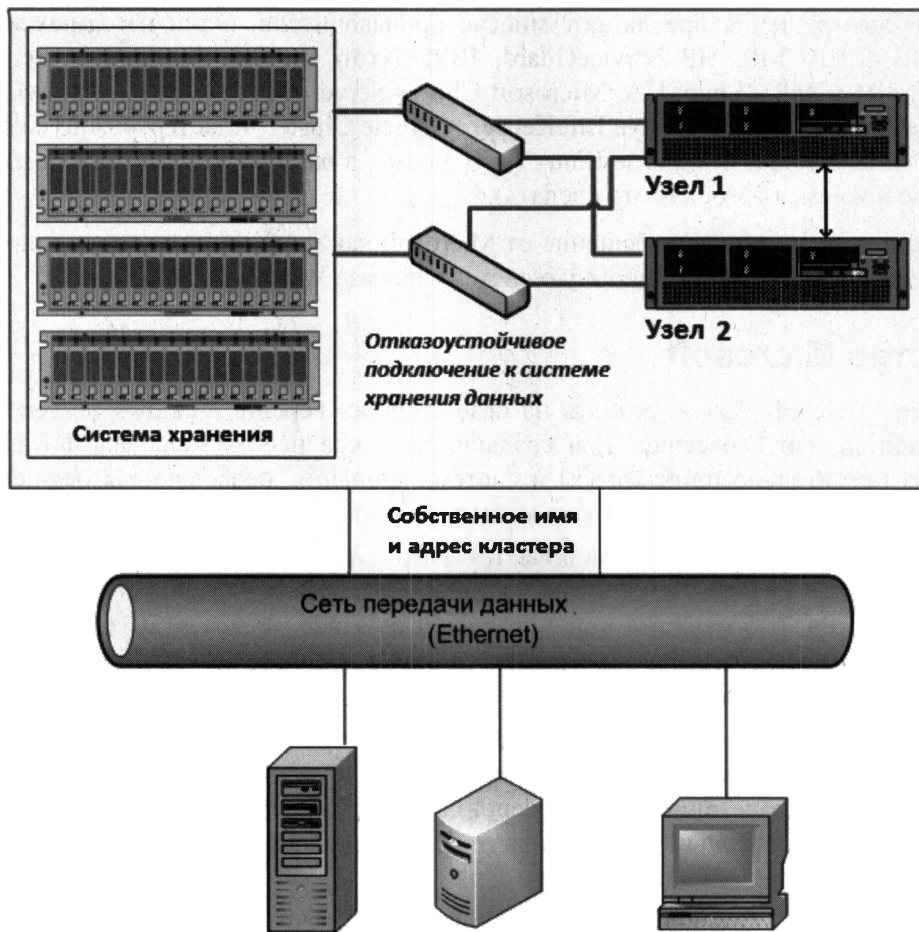 Узел 1
Узел 2
Отказоустойчивое
подключение к системе
хранения данных
Система хранения
Собственное имя
и адрес кластера
Сеть передачи данных
(Ethernet)